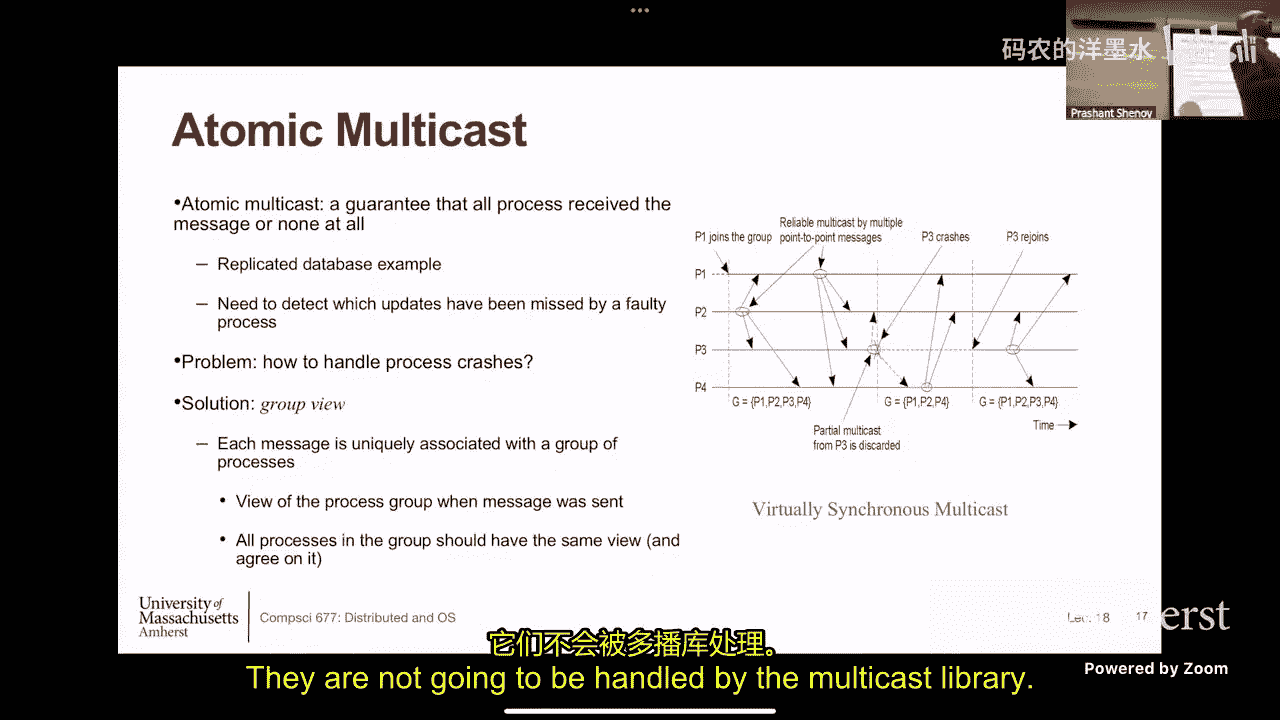 码农的洋墨水
Prashant Shenoy
Atomic Multicast
•Atomic multicast: a guarantee that all process received the
message or none at all
– Replicated database example
– Need to detect which updates have been missed by a faulty
process
•Problem: how to handle process crashes?
•Solution: group view
– Each message is uniquely associated with a group of
processes
• View of the process group when message was sent
• All processes in the group should have the same view (and
agree on it)
Reliable multicast by multiple
P1 joins the group point-to-point messages P3 crashes P3 rejoins
P1
P2
P3
P4
G = {P1,P2,P3,P4} G = {P1,P2,P4} G = {P1,P2,P3,P4}
Time
Partial multicast
from P3 is discarded
Virtually Synchronous Multicast
University of
Massachusetts
Amherst
Compsci 677: Distributed and OS
Lec. 18 17
erst
它们不会被多播库处理。
They are not going to be handled by the multicast library.
Powered by Zoom